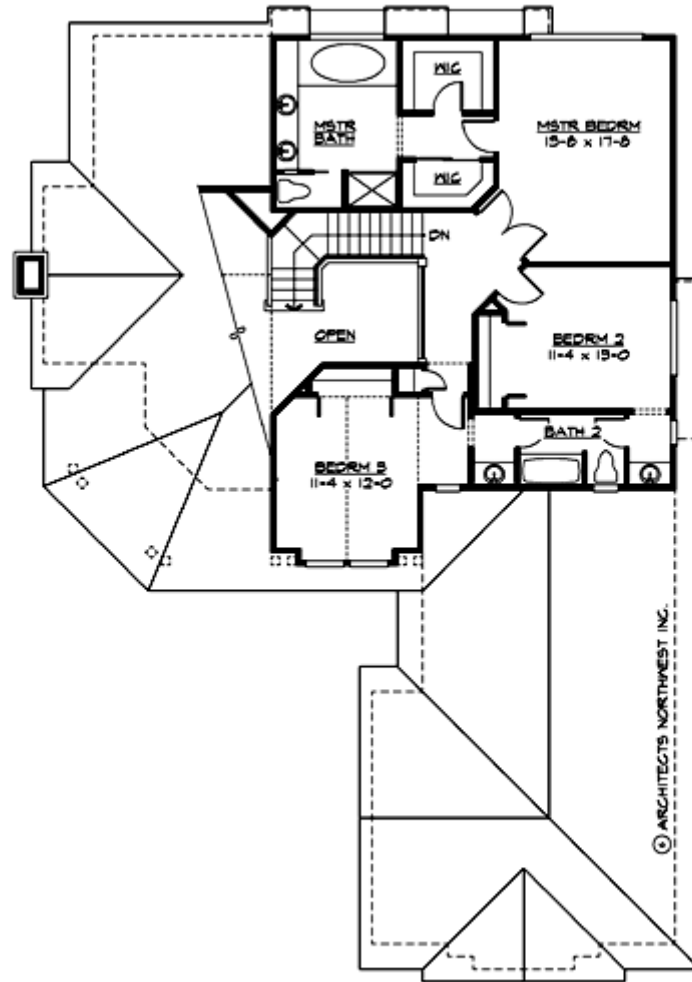 WIC
MSTR
BATH
MSTR BEDRM
15-8 x 17-8
WIC
DN
OPEN
BEDRM 2
11-4 x 13-0
BATH 2
BEDRM 3
11-4 x 12-0
© ARCHITECTS NORTHWEST INC.